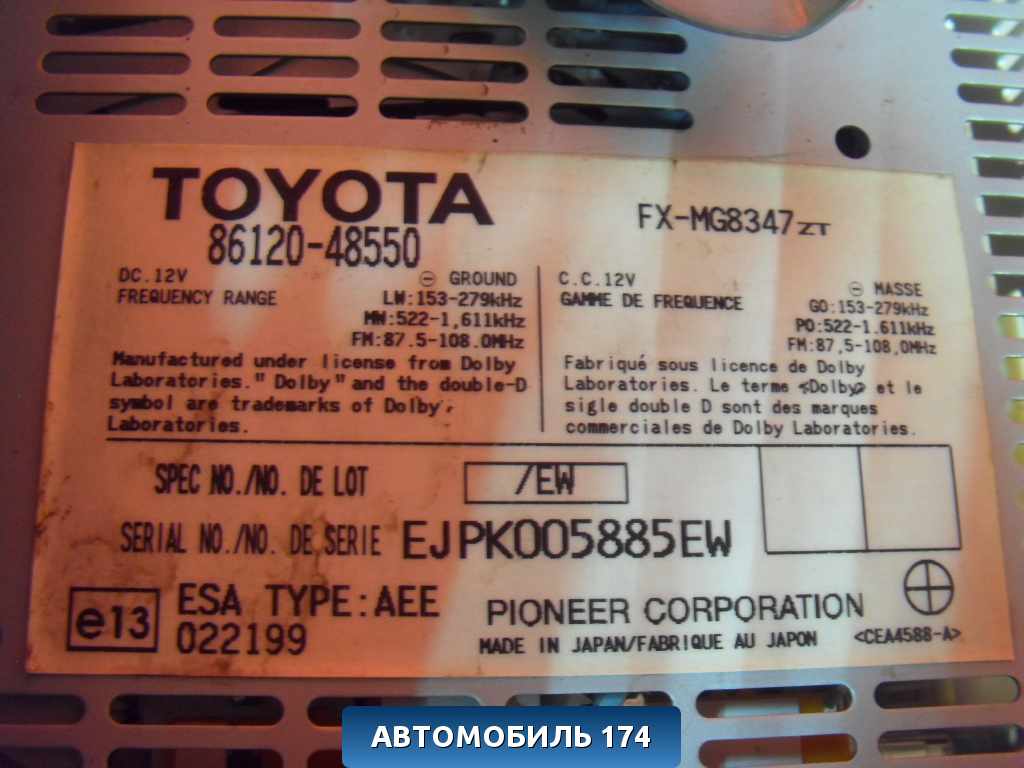 TOYOTA
86120-48550
FX-MG8347ZT
DC.12V
⊖ GROUND
FREQUENCY RANGE
LW:153-279kHz
MW:522-1,611kHz
FM:87.5-108.0MHz
Manufactured under license from Dolby
Laboratories." Dolby" and the double-D
symbol are trademarks of Dolby
Laboratories.
C.C.12V
⊖ MASSE
GAMME DE FREQUENCE
GO:153-279kHz
PO:522-1.611kHz
FM:87,5-108,0MHz
Fabriqué sous licence de Dolby
Laboratories. Le terme <Dolby> et le
sigle double D sont des marques
commerciales de Dolby Laboratories.
SPEC NO./NO. DE LOT /EW
SERIAL NO./NO. DE SERIE EJPK005885EW
e13
ESA TYPE:AEE
022199
PIONEER CORPORATION
MADE IN JAPAN/FABRIQUE AU JAPON <CEA4588-A>
АВТОМОБИЛЬ 174